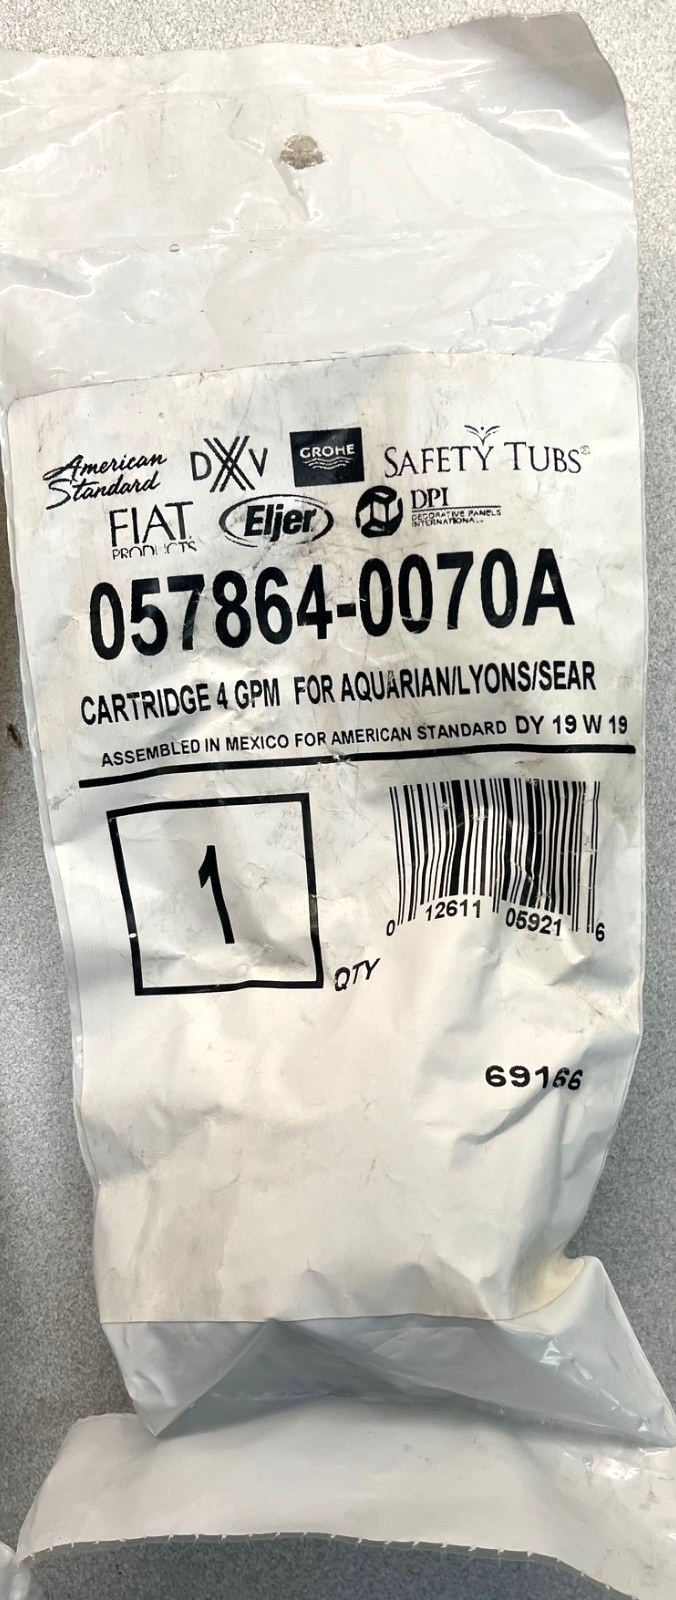 American Standard DXV GROHE SAFETY TUBS®
FIAT PRODUCTS Eljer DPI DECORATIVE PANELS INTERNATIONAL
057864-0070A
CARTRIDGE 4 GPM FOR AQUARIAN/LYONS/SEAR
ASSEMBLED IN MEXICO FOR AMERICAN STANDARD DY 19 W 19
1
QTY
0 12611 05921 6
69166